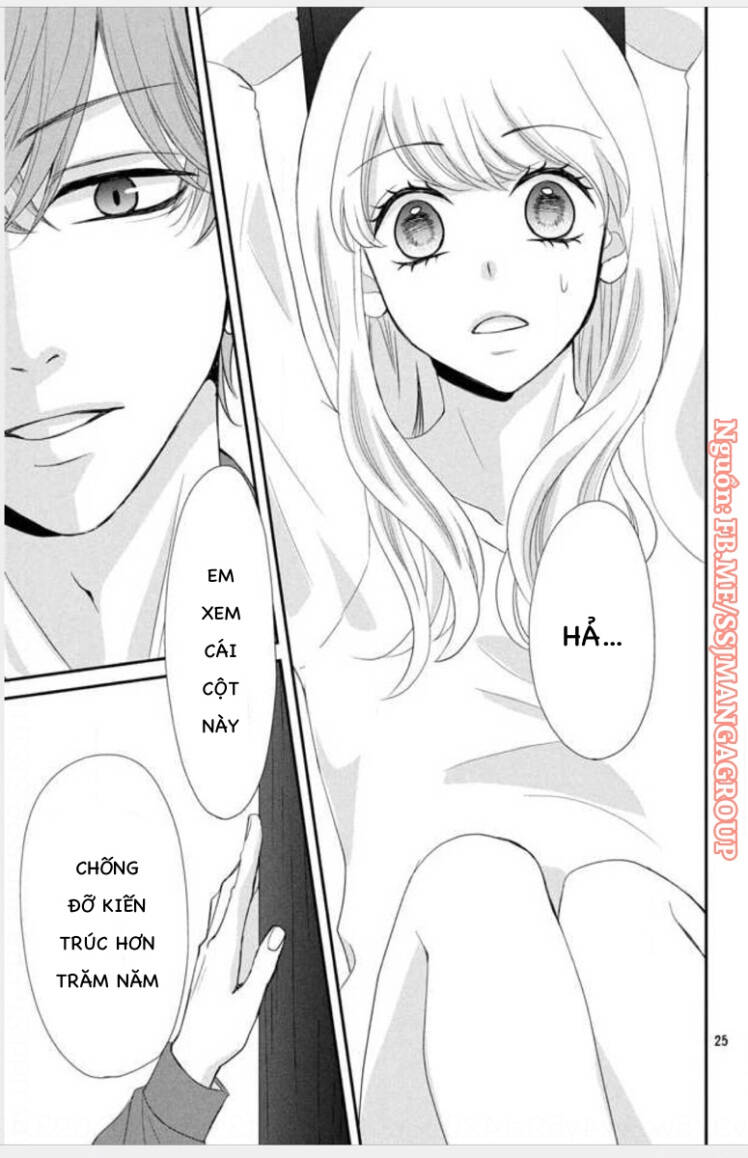 HẢ...
EM
XEM
CÁI
CỘT
NÀY
CHỐNG
ĐỠ KIẾN
TRÚC HƠN
TRĂM NĂM
Nguồn: FB.ME/SSJMANGAGROUP
25